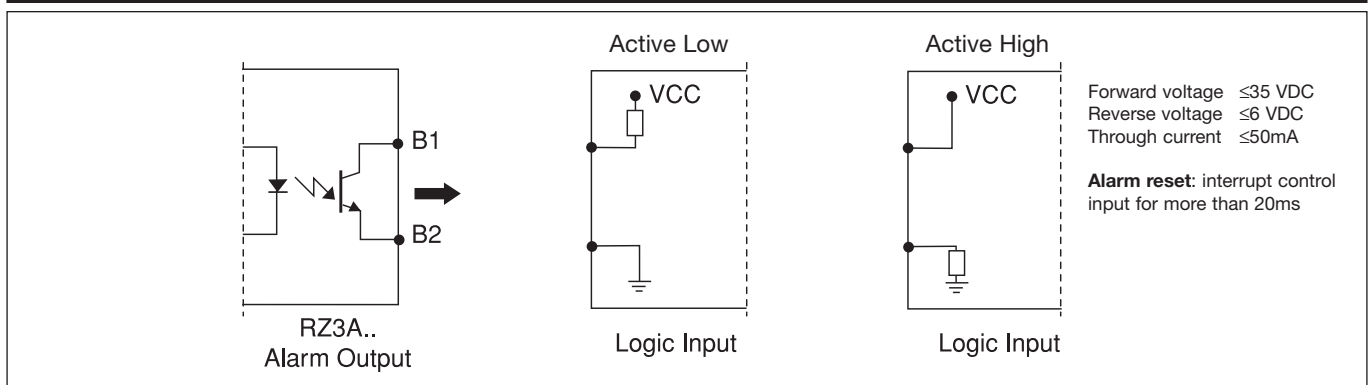 Active Low
Active High
VCC
VCC
B1
B2
Forward voltage ≤35 VDC
Reverse voltage ≤6 VDC
Through current ≤50mA
Alarm reset: interrupt control
input for more than 20ms
RZ3A..
Alarm Output
Logic Input
Logic Input